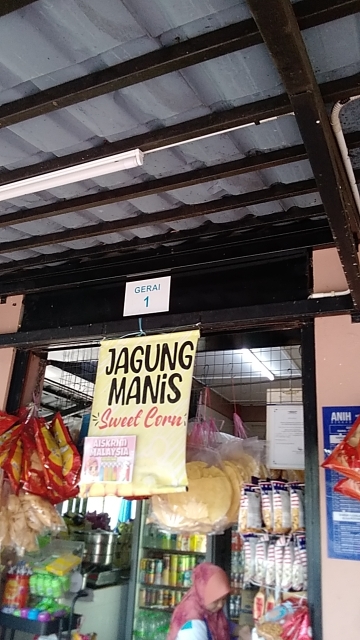 GERAI
1
JAGUNG
MANiS
Sweet Corn
AISKRIM
MALAYSIA
ANIH